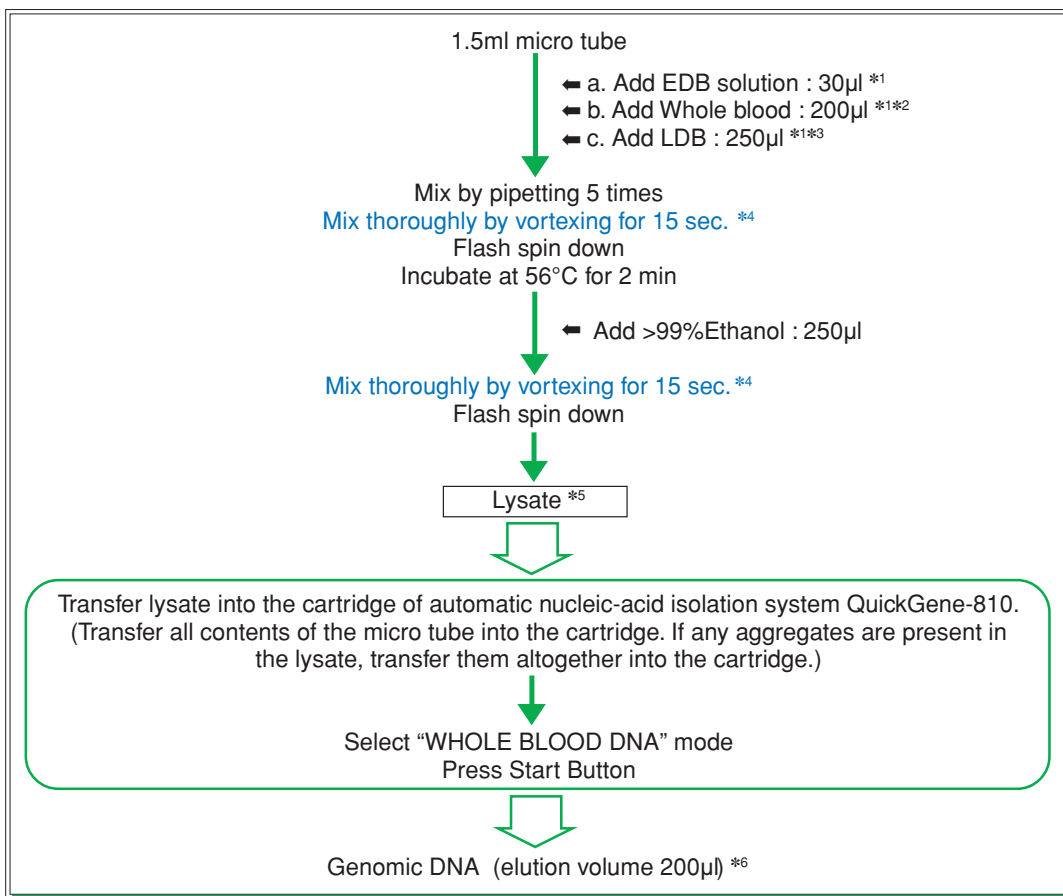 1.5ml micro tube
⬅ a. Add EDB solution : 30µl *1
⬅ b. Add Whole blood : 200µl *1*2
⬅ c. Add LDB : 250µl *1*3
Mix by pipetting 5 times
Mix thoroughly by vortexing for 15 sec. *4
Flash spin down
Incubate at 56°C for 2 min
⬅ Add >99%Ethanol : 250µl
Mix thoroughly by vortexing for 15 sec. *4
Flash spin down
Lysate *5
Transfer lysate into the cartridge of automatic nucleic-acid isolation system QuickGene-810.
(Transfer all contents of the micro tube into the cartridge. If any aggregates are present in
the lysate, transfer them altogether into the cartridge.)
Select “WHOLE BLOOD DNA” mode
Press Start Button
Genomic DNA (elution volume 200µl) *6